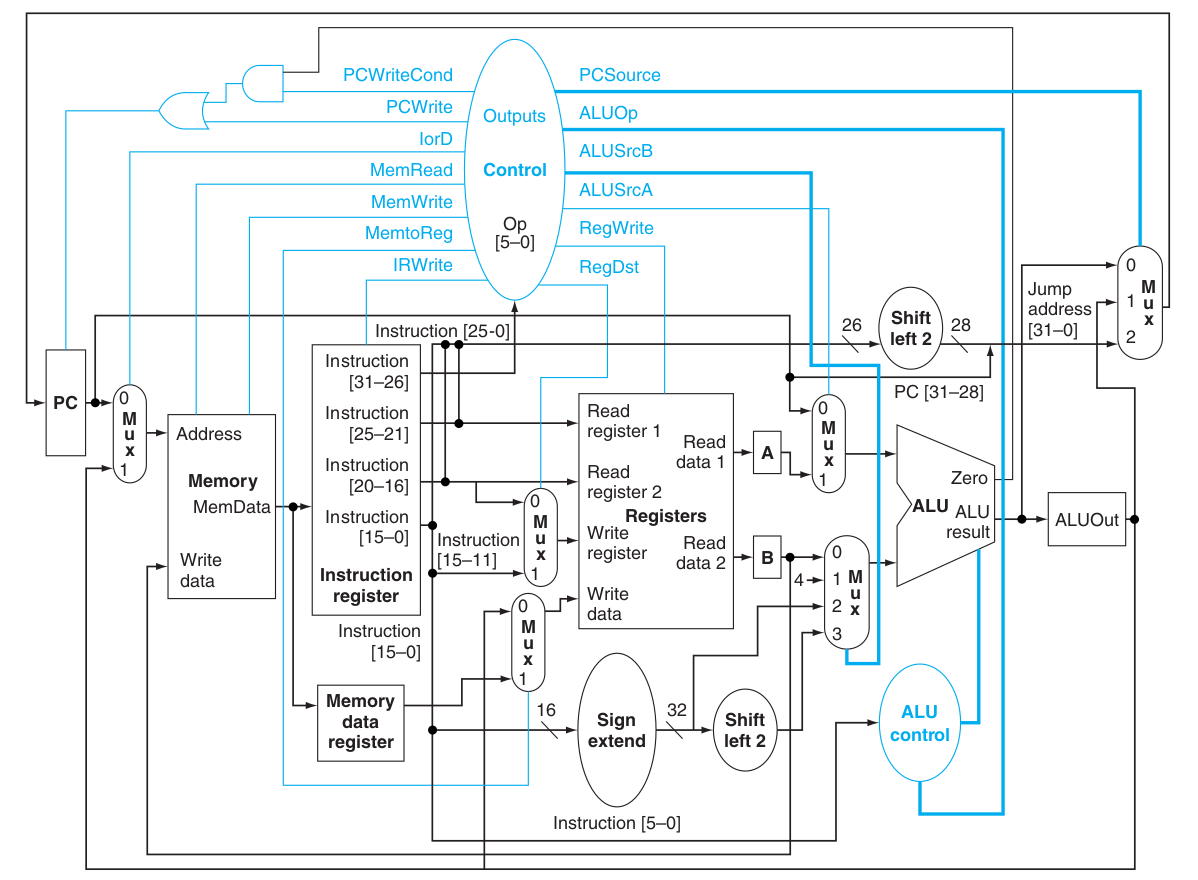 PCWriteCond
PCWrite
IorD
MemRead
MemWrite
MemtoReg
IRWrite
Outputs
Control
Op
[5–0]
PCSource
ALUOp
ALUSrcB
ALUSrcA
RegWrite
RegDst
PC
0
M
u
x
1
Address
Memory
MemData
Write
data
Instruction [25-0]
Instruction
[31–26]
Instruction
[25–21]
Instruction
[20–16]
Instruction
[15–0]
Instruction
register
Instruction
[15–0]
Memory
data
register
Instruction
[15–11]
0
M
u
x
1
0
M
u
x
1
Read
register 1
Read
register 2
Registers
Write
register
Write
data
Read
data 1
Read
data 2
16
Sign
extend
32
Shift
left 2
Instruction [5–0]
A
B
4
0
M
u
x
1
0
1
2
3
M
u
x
26
Shift
left 2
28
Jump
address
[31–0]
PC [31–28]
Zero
ALU
ALU
result
ALUOut
ALU
control
0
1
2
M
u
x